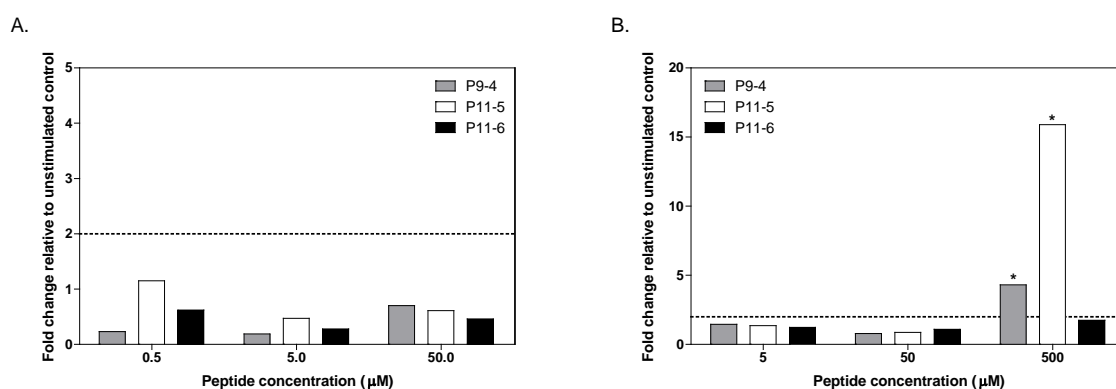 A.
Fold change relative to unstimulated control
5
4
3
2
1
0
P9-4
P11-5
P11-6
0.5 5.0 50.0
Peptide concentration (μM)
B.
Fold change relative to unstimulated control
20
15
10
5
0
P9-4
P11-5
P11-6
*
*
5 50 500
Peptide concentration (μM)